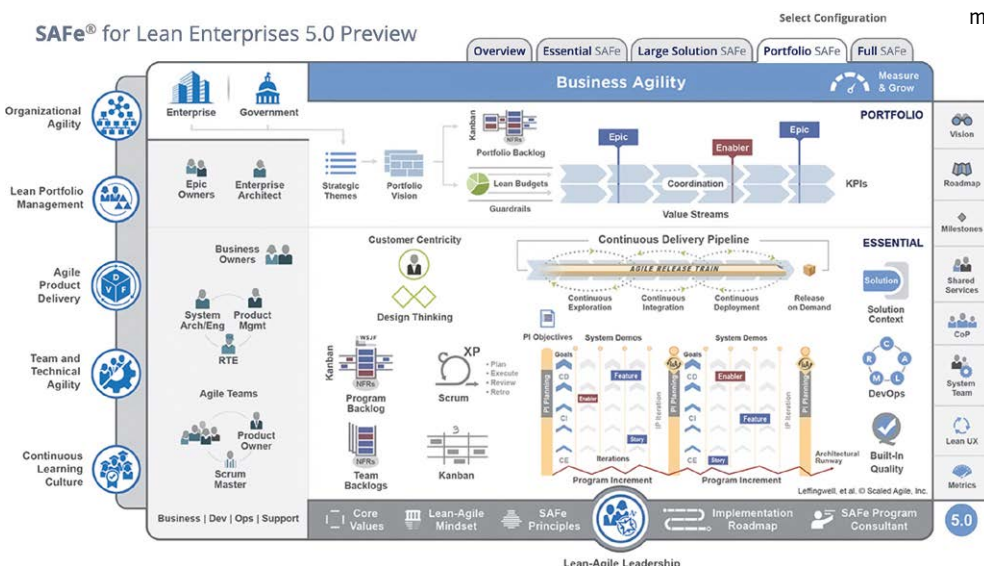 SAFe® for Lean Enterprises 5.0 Preview
Select Configuration
m
Overview
Essential SAFe
Large Solution SAFe
Portfolio SAFe
Full SAFe
Organizational
Agility
Lean Portfolio
Management
Agile
Product
Delivery
Team and
Technical
Agility
Continuous
Learning
Culture
Enterprise
Government
Business Agility
Measure
& Grow
PORTFOLIO
Epic
Owners
Enterprise
Architect
Strategic
Themes
Portfolio
Vision
Kanban
NFRs
Portfolio Backlog
Lean Budgets
Guardrails
Epic
Enabler
Epic
Coordination
KPIs
Value Streams
Business
Owners
System
Arch/Eng
Product
Mgmt
RTE
Agile Teams
Product
Owner
Scrum
Master
Business | Dev | Ops | Support
Customer Centricity
Design Thinking
Kanban
WSJF
NFRs
Program
Backlog
XP
Scrum
• Plan
• Execute
• Review
• Retro
NFRs
Team
Backlogs
Kanban
Continuous Delivery Pipeline
AGILE RELEASE TRAIN
Continuous
Exploration
Continuous
Integration
Continuous
Deployment
Release
on Demand
ESSENTIAL
PI Objectives
System Demos
System Demos
Goals
CD
CI
CE
PI Planning
Feature
Enabler
Story
Iterations
IP Iteration
I&A
PI Planning
Goals
CD
CI
CE
Enabler
Feature
Story
IP Iteration
I&A
PI Planning
Architectural
Runway
Program Increment
Program Increment
Solution
Solution
Context
C
A
L
M
R
DevOps
Built-In
Quality
Leffingwell, et al. © Scaled Agile, Inc.
Vision
Roadmap
Milestones
Shared
Services
CoP
System
Team
Lean UX
Metrics
5.0
D
V
F
Core
Values
Lean-Agile
Mindset
SAFe
Principles
Implementation
Roadmap
SAFe Program
Consultant
Lean-Agile Leadership